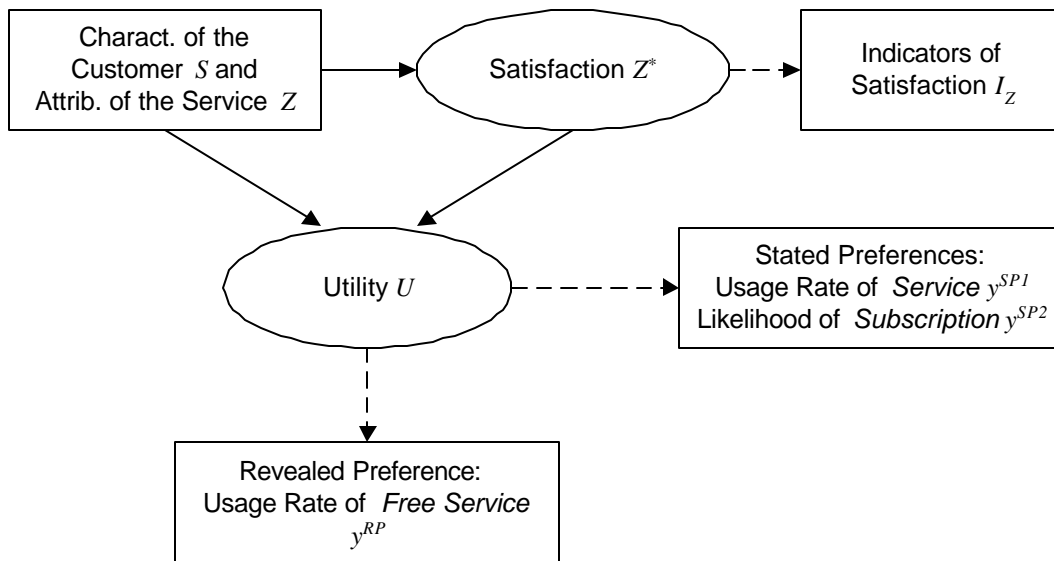 Charact. of the
Customer S and
Attrib. of the Service Z
Satisfaction Z*
Indicators of
Satisfaction I_Z
Utility U
Stated Preferences:
Usage Rate of Service y^SP1
Likelihood of Subscription y^SP2
Revealed Preference:
Usage Rate of Free Service
y^RP